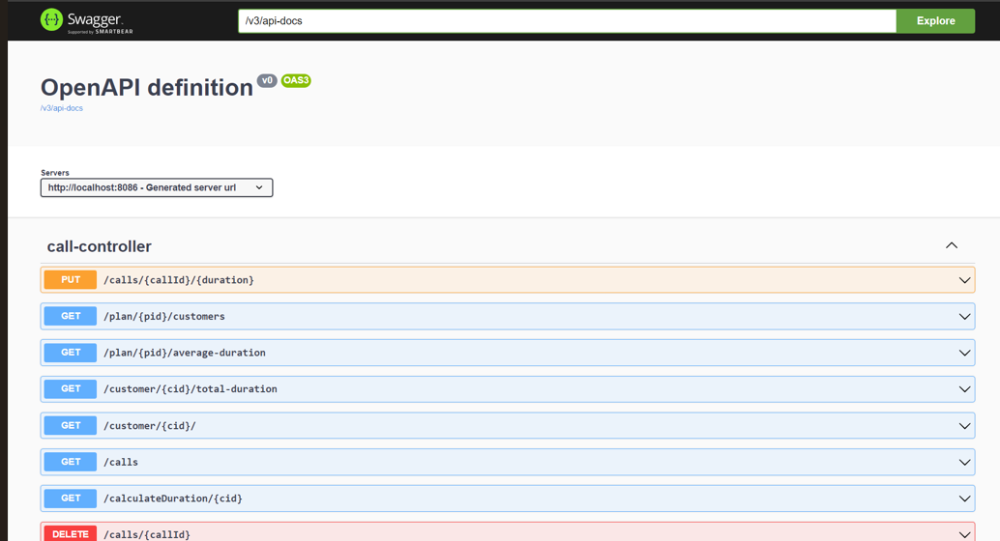 {··} Swagger.
Supported by SMARTBEAR
/v3/api-docs
Explore
OpenAPI definition v0 OAS3
/v3/api-docs
Servers
http://localhost:8086 - Generated server url
call-controller
PUT /calls/{callId}/{duration}
GET /plan/{pid}/customers
GET /plan/{pid}/average-duration
GET /customer/{cid}/total-duration
GET /customer/{cid}/
GET /calls
GET /calculateDuration/{cid}
DELETE /calls/{callId}